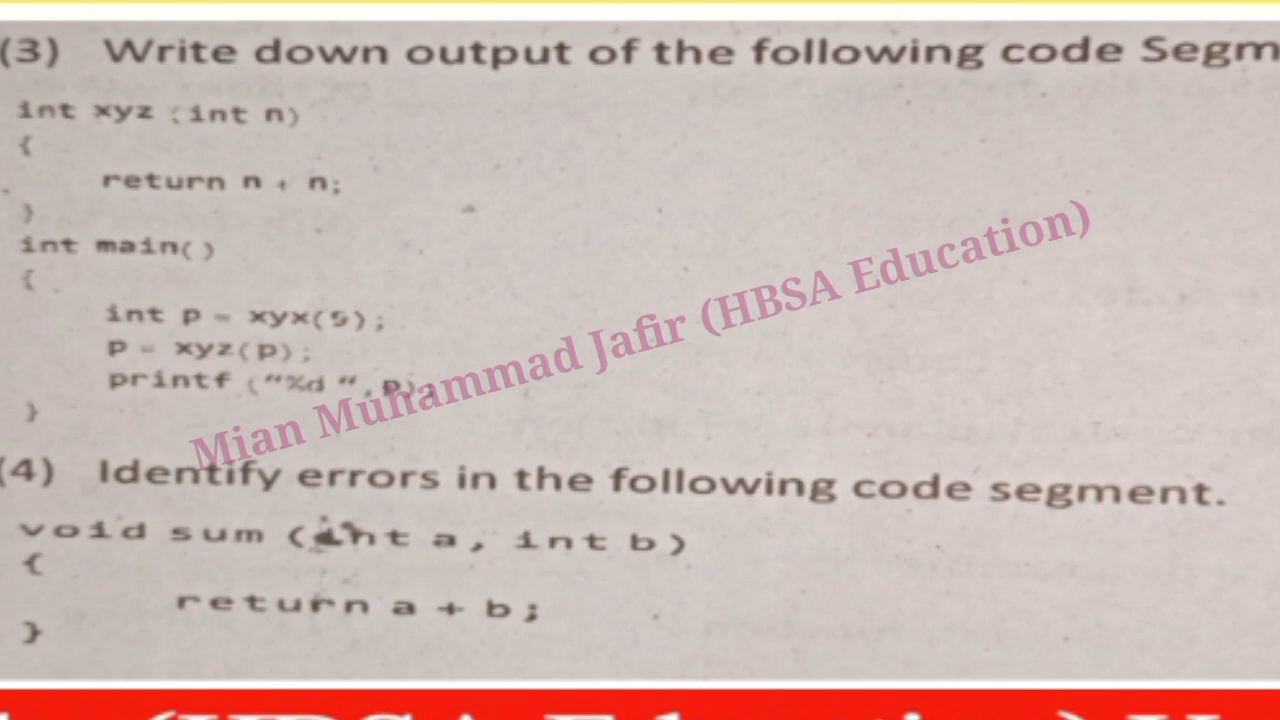 (3) Write down output of the following code Segm
int xyz (int n)
{
return n + n;
}
int main()
{
int p = xyx(5);
p = xyz(p);
printf ("%d ", p);
}
Mian Muhammad Jafir (HBSA Education)
(4) Identify errors in the following code segment.
void sum (int a, int b)
{
return a + b;
}